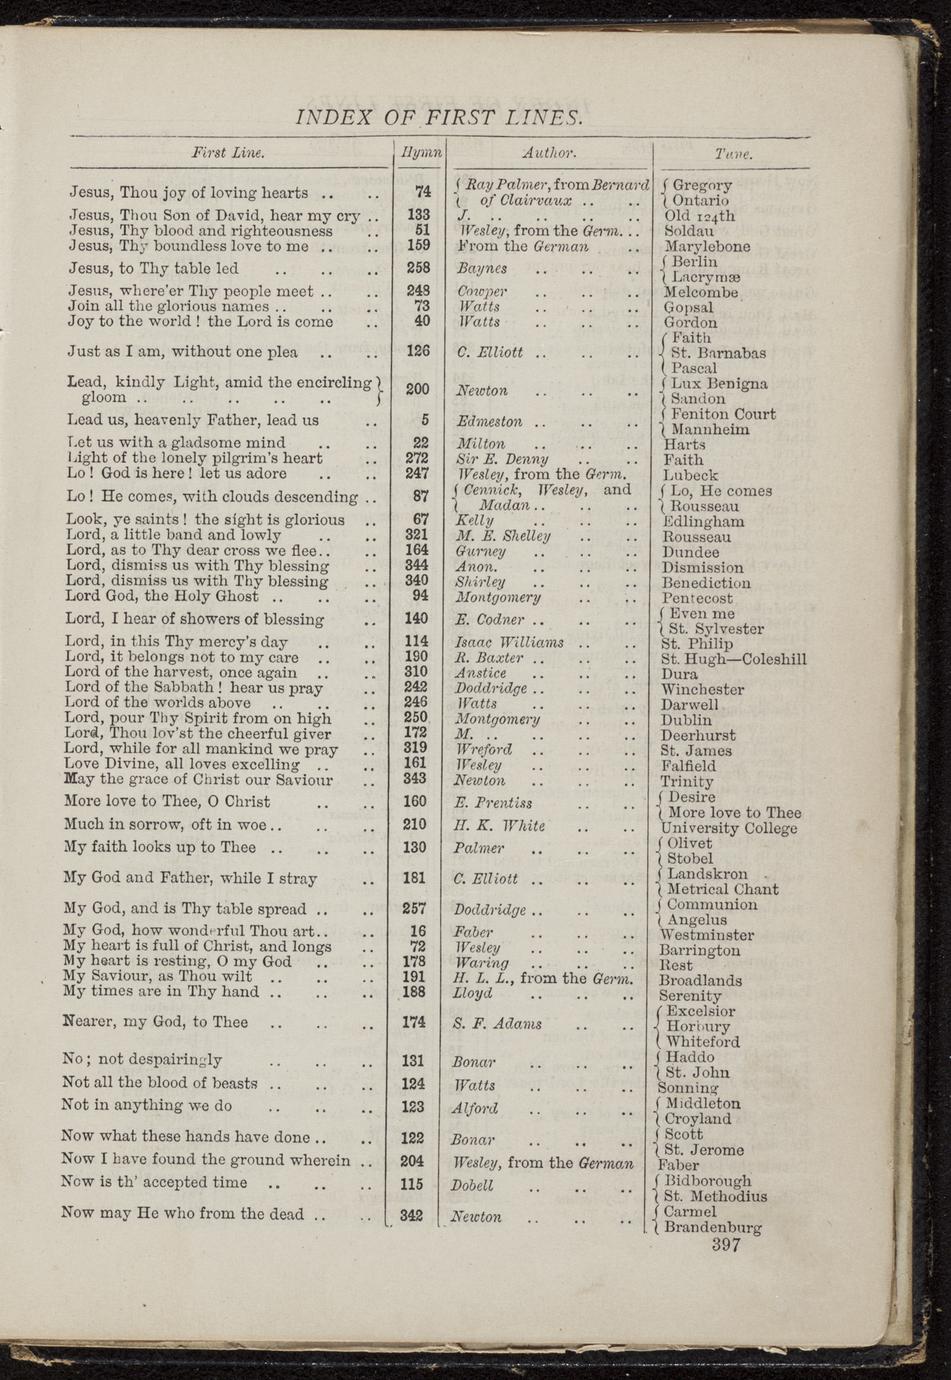 INDEX OF FIRST LINES.
First Line. Hymn Author. Tune.
Jesus, Thou joy of loving hearts .. .. 74 { Ray Palmer, from Bernard of Clairvaux .. .. { Gregory
{ Ontario
Jesus, Thou Son of David, hear my cry .. 133 J. .. .. .. .. Old 124th
Jesus, Thy blood and righteousness .. 51 Wesley, from the Germ. .. Soldau
Jesus, Thy boundless love to me .. .. 159 From the German .. Marylebone
Jesus, to Thy table led .. .. .. 258 Baynes .. .. .. { Berlin
{ Lacrymæ
Jesus, where'er Thy people meet .. .. 248 Cowper .. .. .. Melcombe
Join all the glorious names .. .. .. 73 Watts .. .. .. Gopsal
Joy to the world ! the Lord is come .. 40 Watts .. .. .. Gordon
Just as I am, without one plea .. .. 126 C. Elliott .. .. .. { Faith
{ St. Barnabas
{ Pascal
Lead, kindly Light, amid the encircling }
gloom .. .. .. .. .. } 200 Newton .. .. .. { Lux Benigna
{ Sandon
Lead us, heavenly Father, lead us .. 5 Edmeston .. .. .. { Feniton Court
{ Mannheim
Let us with a gladsome mind .. .. 22 Milton .. .. .. Harts
Light of the lonely pilgrim's heart .. 272 Sir E. Denny .. .. Faith
Lo ! God is here ! let us adore .. .. 247 Wesley, from the Germ. Lubeck
Lo ! He comes, with clouds descending .. 87 { Cennick, Wesley, and Madan .. .. .. { Lo, He comes
{ Rousseau
Look, ye saints ! the sight is glorious .. 67 Kelly .. .. .. Edlingham
Lord, a little band and lowly .. .. 321 M. E. Shelley .. .. Rousseau
Lord, as to Thy dear cross we flee .. .. 164 Gurney .. .. .. Dundee
Lord, dismiss us with Thy blessing .. 344 Anon. .. .. .. Dismission
Lord, dismiss us with Thy blessing .. 340 Shirley .. .. .. Benediction
Lord God, the Holy Ghost .. .. .. 94 Montgomery .. .. Pentecost
Lord, I hear of showers of blessing .. 140 E. Codner .. .. .. { Even me
{ St. Sylvester
Lord, in this Thy mercy's day .. .. 114 Isaac Williams .. .. St. Philip
Lord, it belongs not to my care .. .. 190 R. Baxter .. .. .. St. Hugh—Coleshill
Lord of the harvest, once again .. .. 310 Anstice .. .. .. Dura
Lord of the Sabbath ! hear us pray .. 242 Doddridge .. .. .. Winchester
Lord of the worlds above .. .. .. 246 Watts .. .. .. Darwell
Lord, pour Thy Spirit from on high .. 250 Montgomery .. .. Dublin
Lord, Thou lov'st the cheerful giver .. 172 M. .. .. .. .. Deerhurst
Lord, while for all mankind we pray .. 319 Wreford .. .. .. St. James
Love Divine, all loves excelling .. .. 161 Wesley .. .. .. Falfield
May the grace of Christ our Saviour .. 343 Newton .. .. .. Trinity
More love to Thee, O Christ .. .. 160 E. Prentiss .. .. { Desire
{ More love to Thee
Much in sorrow, oft in woe .. .. .. 210 H. K. White .. .. University College
My faith looks up to Thee .. .. .. 130 Palmer .. .. .. { Olivet
{ Stobel
My God and Father, while I stray .. 181 C. Elliott .. .. .. { Landskron
{ Metrical Chant
My God, and is Thy table spread .. .. 257 Doddridge .. .. .. { Communion
{ Angelus
My God, how wonderful Thou art .. .. 16 Faber .. .. .. Westminster
My heart is full of Christ, and longs .. 72 Wesley .. .. .. Barrington
My heart is resting, O my God .. .. 178 Waring .. .. .. Rest
My Saviour, as Thou wilt .. .. .. 191 H. L. L., from the Germ. Broadlands
My times are in Thy hand .. .. .. 188 Lloyd .. .. .. Serenity
Nearer, my God, to Thee .. .. .. 174 S. F. Adams .. .. { Excelsior
{ Horbury
{ Whiteford
No ; not despairingly .. .. .. 131 Bonar .. .. .. { Haddo
{ St. John
Not all the blood of beasts .. .. .. 124 Watts .. .. .. Sonning
Not in anything we do .. .. .. 123 Alford .. .. .. { Middleton
{ Croyland
Now what these hands have done .. .. 122 Bonar .. .. .. { Scott
{ St. Jerome
Now I have found the ground wherein .. 204 Wesley, from the German Faber
Now is th' accepted time .. .. .. 115 Dobell .. .. .. { Bidborough
{ St. Methodius
Now may He who from the dead .. .. 342 Newton .. .. .. { Carmel
{ Brandenburg
397